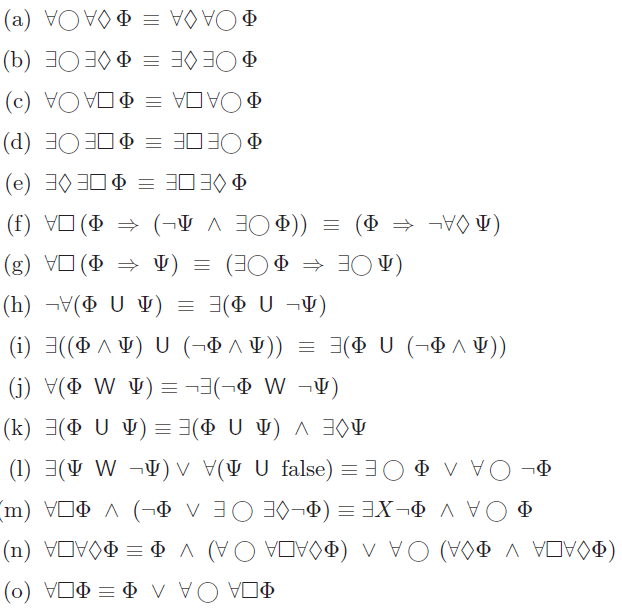 (a) ∀◯ ∀◇ Φ ≡ ∀◇ ∀◯ Φ
(b) ∃◯ ∃◇ Φ ≡ ∃◇ ∃◯ Φ
(c) ∀◯ ∀□ Φ ≡ ∀□ ∀◯ Φ
(d) ∃◯ ∃□ Φ ≡ ∃□ ∃◯ Φ
(e) ∃◇ ∃□ Φ ≡ ∃□ ∃◇ Φ
(f) ∀□ (Φ ⇒ (¬Ψ ∧ ∃◯ Φ)) ≡ (Φ ⇒ ¬∀◇ Ψ)
(g) ∀□ (Φ ⇒ Ψ) ≡ (∃◯ Φ ⇒ ∃◯ Ψ)
(h) ¬∀(Φ U Ψ) ≡ ∃(Φ U ¬Ψ)
(i) ∃((Φ ∧ Ψ) U (¬Φ ∧ Ψ)) ≡ ∃(Φ U (¬Φ ∧ Ψ))
(j) ∀(Φ W Ψ) ≡ ¬∃(¬Φ W ¬Ψ)
(k) ∃(Φ U Ψ) ≡ ∃(Φ U Ψ) ∧ ∃◇Ψ
(l) ∃(Ψ W ¬Ψ) ∨ ∀(Ψ U false) ≡ ∃ ◯ Φ ∨ ∀ ◯ ¬Φ
m) ∀□Φ ∧ (¬Φ ∨ ∃ ◯ ∃◇¬Φ) ≡ ∃X¬Φ ∧ ∀ ◯ Φ
(n) ∀□∀◇Φ ≡ Φ ∧ (∀ ◯ ∀□∀◇Φ) ∨ ∀ ◯ (∀◇Φ ∧ ∀□∀◇Φ)
(o) ∀□Φ ≡ Φ ∨ ∀ ◯ ∀□Φ